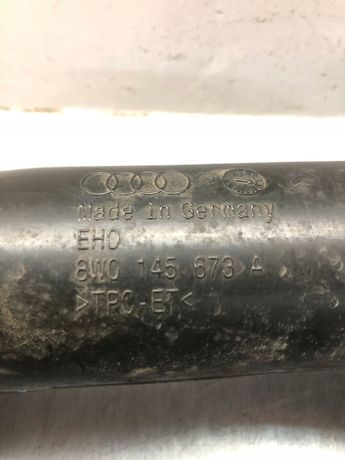 Made in Germany
EHO
8W0 145 673 A
>TPC-ET<